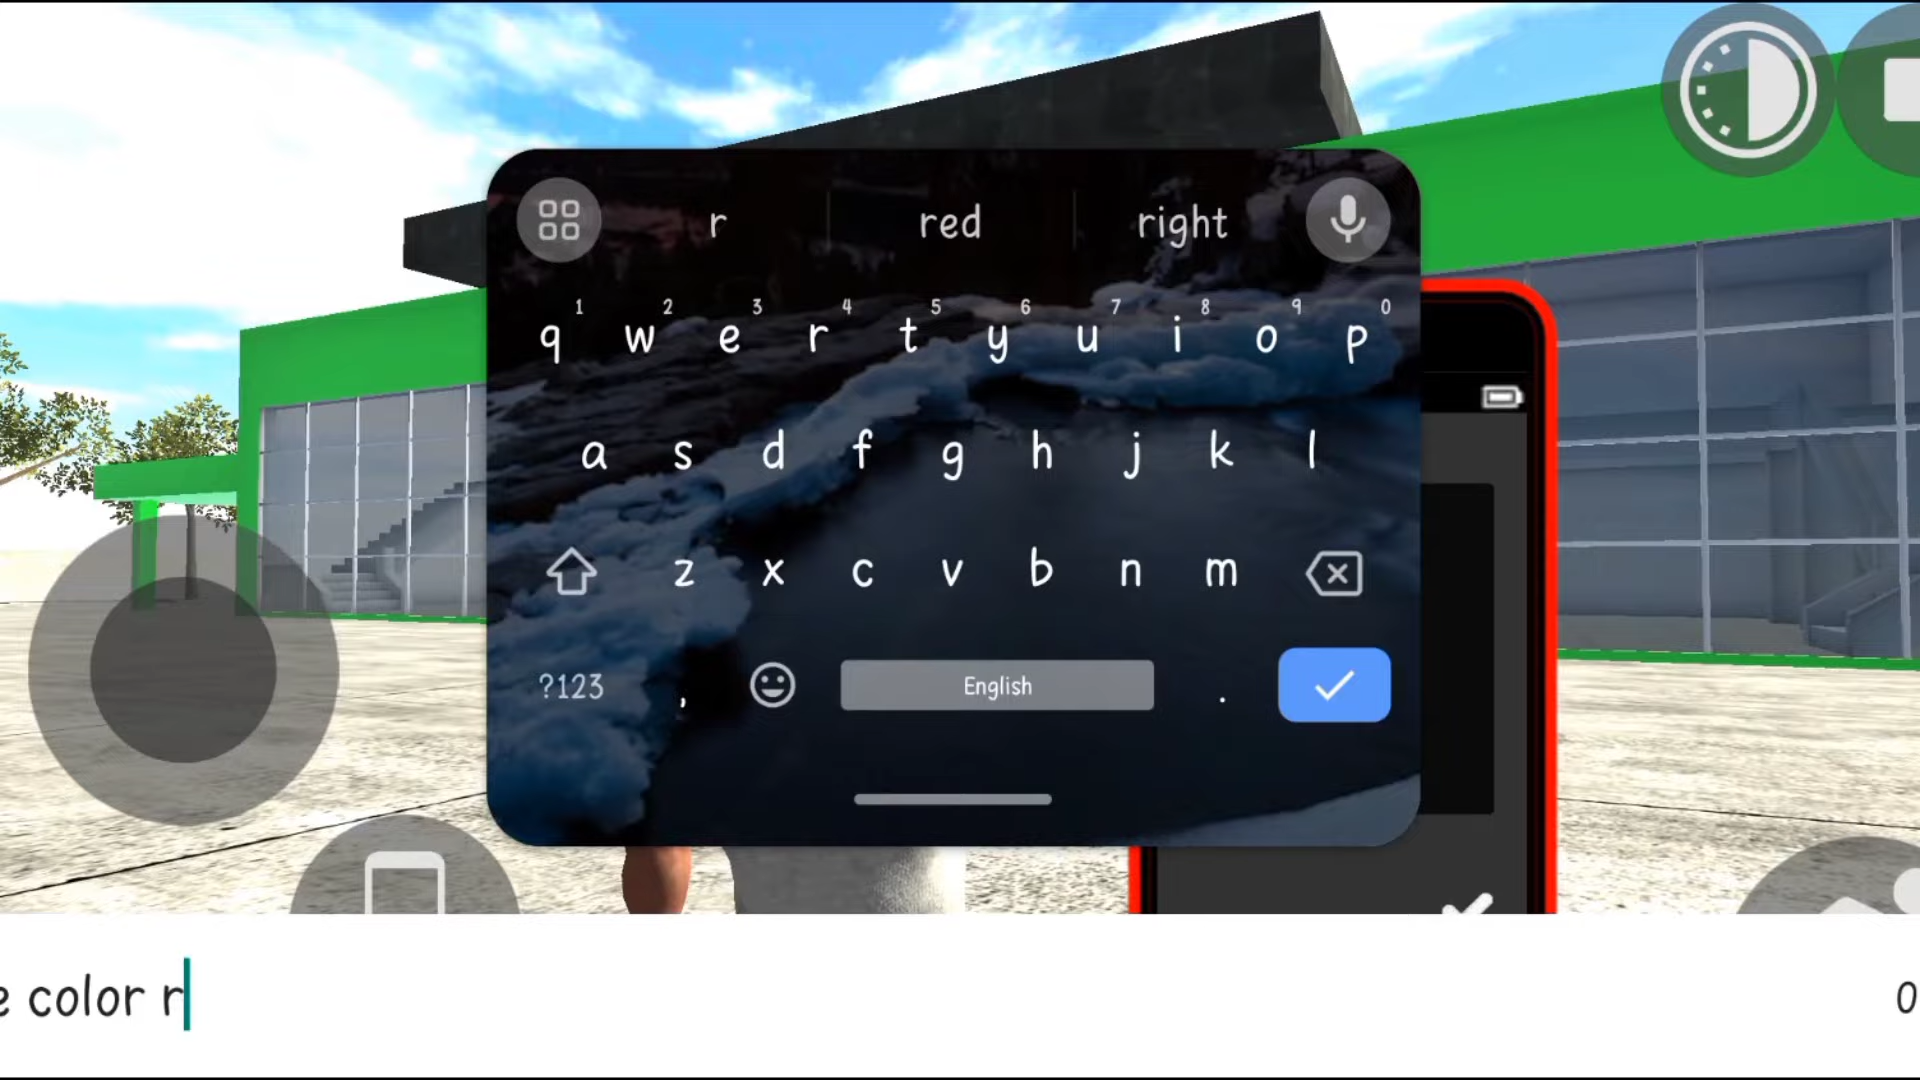 r red right
1 2 3 4 5 6 7 8 9 0
q w e r t y u i o p
a s d f g h j k l
z x c v b n m
?123 , English .
e color r
0